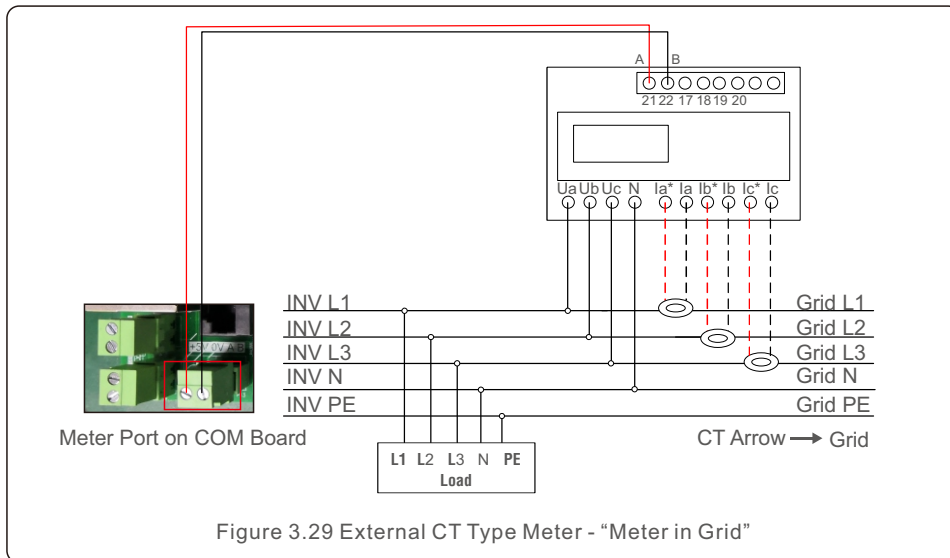 A B
21 22 17 18 19 20
Ua Ub Uc N Ia* Ia Ib* Ib Ic* Ic
INV L1 Grid L1
INV L2 Grid L2
INV L3 Grid L3
INV N Grid N
INV PE Grid PE
+5V 0V A B
Meter Port on COM Board
CT Arrow → Grid
L1 L2 L3 N PE
Load
Figure 3.29 External CT Type Meter - “Meter in Grid”